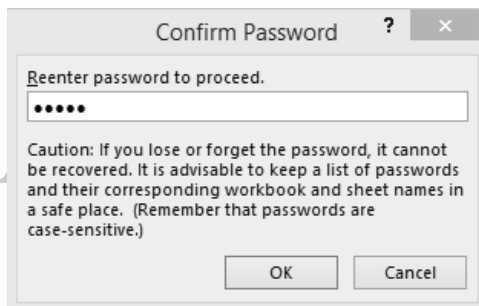 Confirm Password ? ×
Reenter password to proceed.
•••••
Caution: If you lose or forget the password, it cannot
be recovered. It is advisable to keep a list of passwords
and their corresponding workbook and sheet names in
a safe place.  (Remember that passwords are
case-sensitive.)
OK Cancel